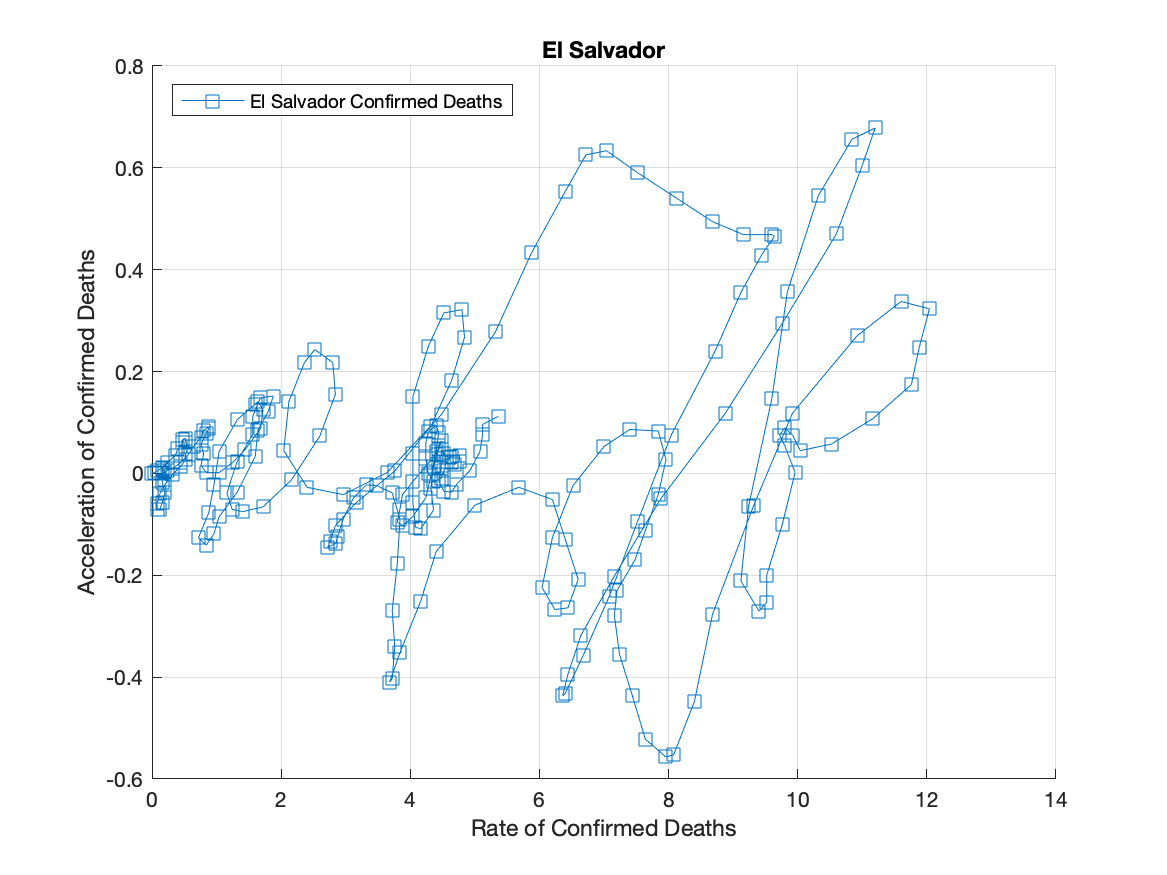 El Salvador
El Salvador Confirmed Deaths
Acceleration of Confirmed Deaths
0.8
0.6
0.4
0.2
0
-0.2
-0.4
-0.6
0 2 4 6 8 10 12 14
Rate of Confirmed Deaths